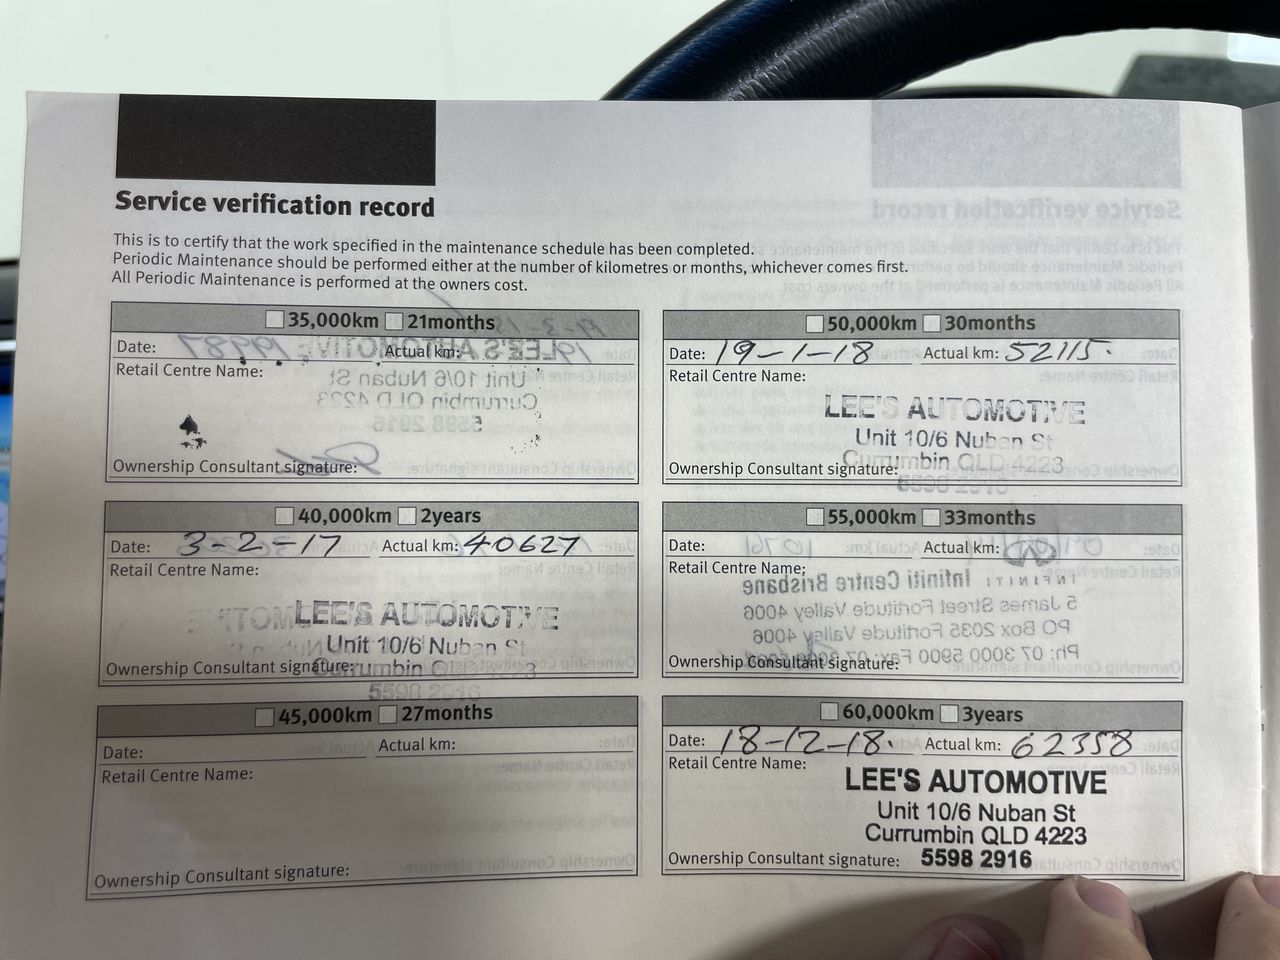 Service verification record
This is to certify that the work specified in the maintenance schedule has been completed.
Periodic Maintenance should be performed either at the number of kilometres or months, whichever comes first.
All Periodic Maintenance is performed at the owners cost.
35,000km 21months
Date: Actual km:
Retail Centre Name:
Ownership Consultant signature:
40,000km 2years
Date: 3-2-17 Actual km: 40627
Retail Centre Name:
LEE'S AUTOMOTIVE
Unit 10/6 Nuban St
Currumbin QLD 4223
5598 2916
Ownership Consultant signature:
45,000km 27months
Date: Actual km:
Retail Centre Name:
Ownership Consultant signature:
50,000km 30months
Date: 19-1-18 Actual km: 52115.
Retail Centre Name:
LEE'S AUTOMOTIVE
Unit 10/6 Nuban St
Currumbin QLD 4223
5598 2916
Ownership Consultant signature:
55,000km 33months
Date: Actual km:
Retail Centre Name:
Ownership Consultant signature:
60,000km 3years
Date: 18-12-18. Actual km: 62358
Retail Centre Name:
LEE'S AUTOMOTIVE
Unit 10/6 Nuban St
Currumbin QLD 4223
Ownership Consultant signature: 5598 2916